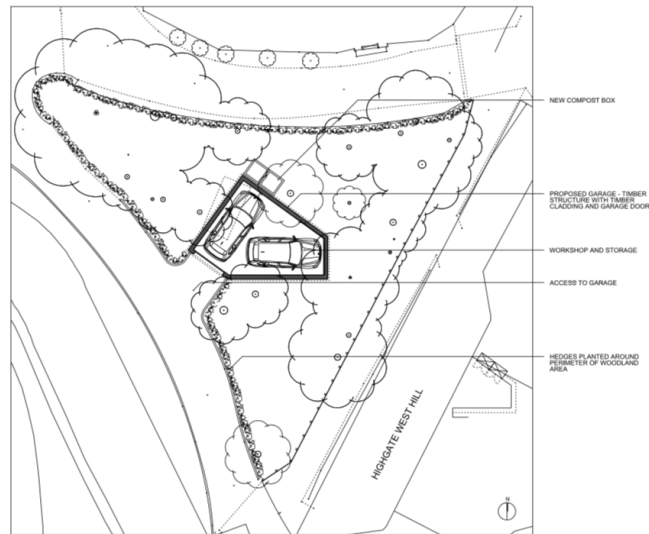 NEW COMPOST BOX
PROPOSED GARAGE - TIMBER
STRUCTURE WITH TIMBER
CLADDING AND GARAGE DOOR
WORKSHOP AND STORAGE
ACCESS TO GARAGE
HEDGES PLANTED AROUND
PERIMETER OF WOODLAND
AREA
HIGHGATE WEST HILL
N